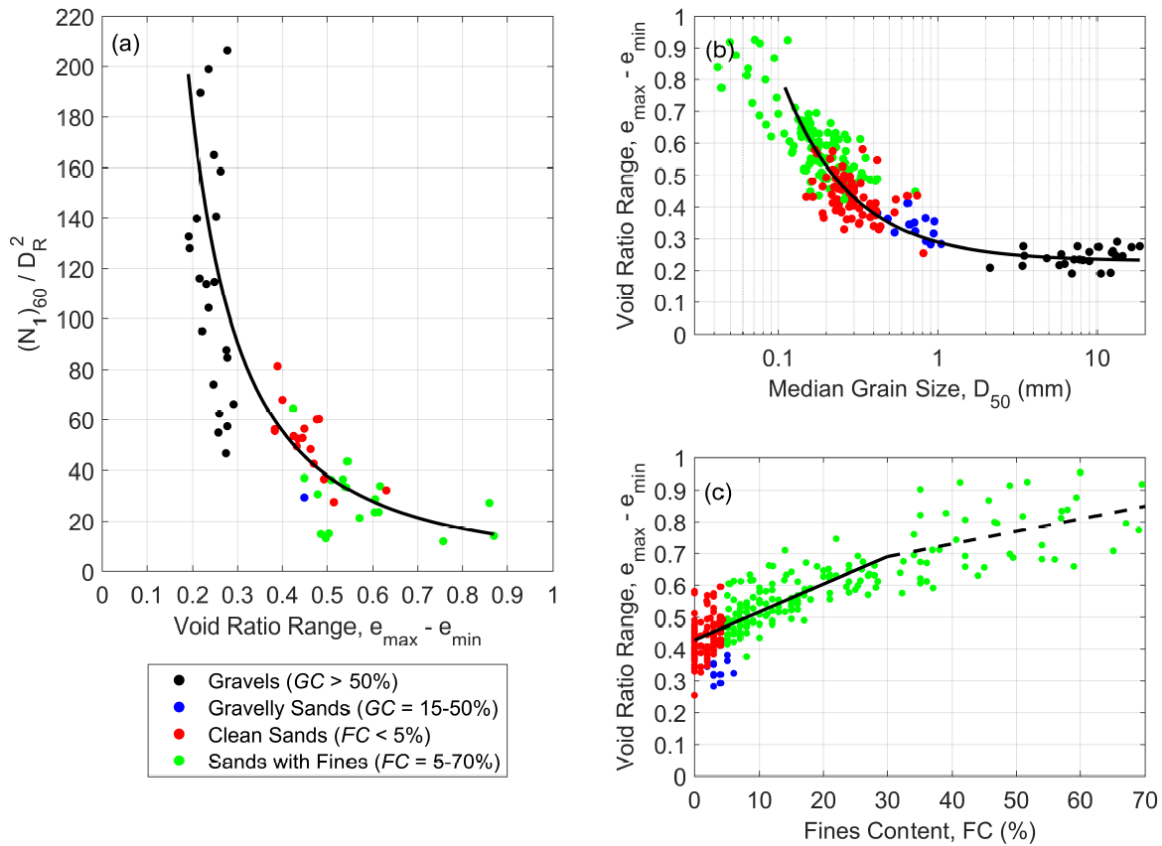 (a)
220
200
180
160
140
120
100
80
60
40
20
0
(N1)60 / DR2
0 0.1 0.2 0.3 0.4 0.5 0.6 0.7 0.8 0.9 1
Void Ratio Range, emax - emin
Gravels (GC > 50%)
Gravelly Sands (GC = 15-50%)
Clean Sands (FC < 5%)
Sands with Fines (FC = 5-70%)
(b)
1
0.9
0.8
0.7
0.6
0.5
0.4
0.3
0.2
0.1
0
Void Ratio Range, emax - emin
0.1 1 10
Median Grain Size, D50 (mm)
(c)
1
0.9
0.8
0.7
0.6
0.5
0.4
0.3
0.2
0.1
0
Void Ratio Range, emax - emin
0 10 20 30 40 50 60 70
Fines Content, FC (%)